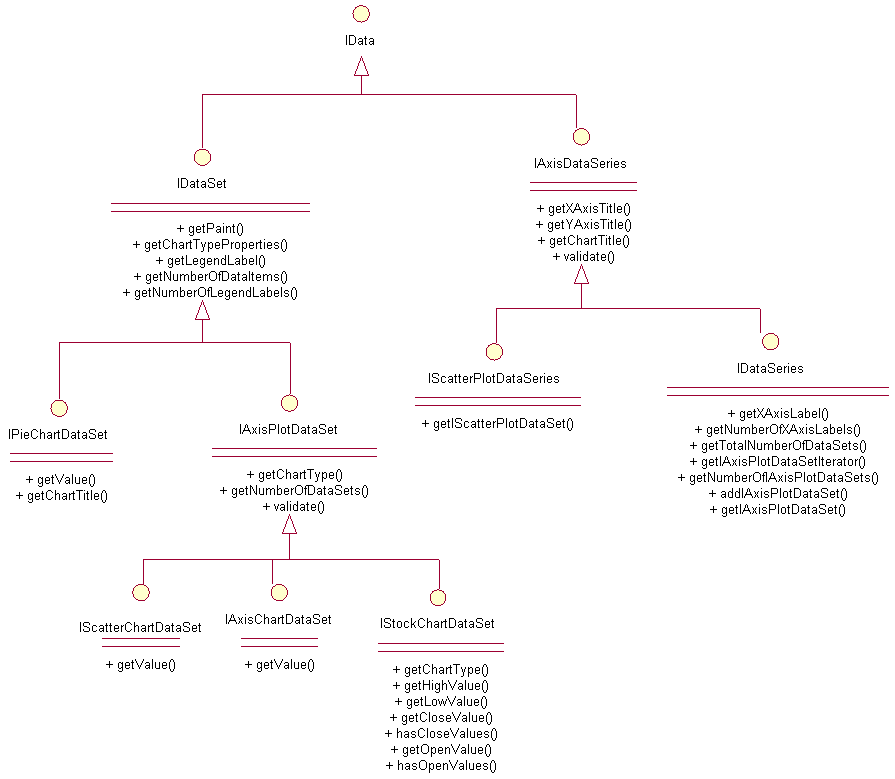 IData
IDataSet
+ getPaint()
+ getChartTypeProperties()
+ getLegendLabel()
+ getNumberOfDataItems()
+ getNumberOfLegendLabels()
IAxisDataSeries
+ getXAxisTitle()
+ getYAxisTitle()
+ getChartTitle()
+ validate()
IPieChartDataSet
+ getValue()
+ getChartTitle()
IAxisPlotDataSet
+ getChartType()
+ getNumberOfDataSets()
+ validate()
IScatterPlotDataSeries
+ getIScatterPlotDataSet()
IDataSeries
+ getXAxisLabel()
+ getNumberOfXAxisLabels()
+ getTotalNumberOfDataSets()
+ getIAxisPlotDataSetIterator()
+ getNumberOfIAxisPlotDataSets()
+ addIAxisPlotDataSet()
+ getIAxisPlotDataSet()
IScatterChartDataSet
+ getValue()
IAxisChartDataSet
+ getValue()
IStockChartDataSet
+ getChartType()
+ getHighValue()
+ getLowValue()
+ getCloseValue()
+ hasCloseValues()
+ getOpenValue()
+ hasOpenValues()